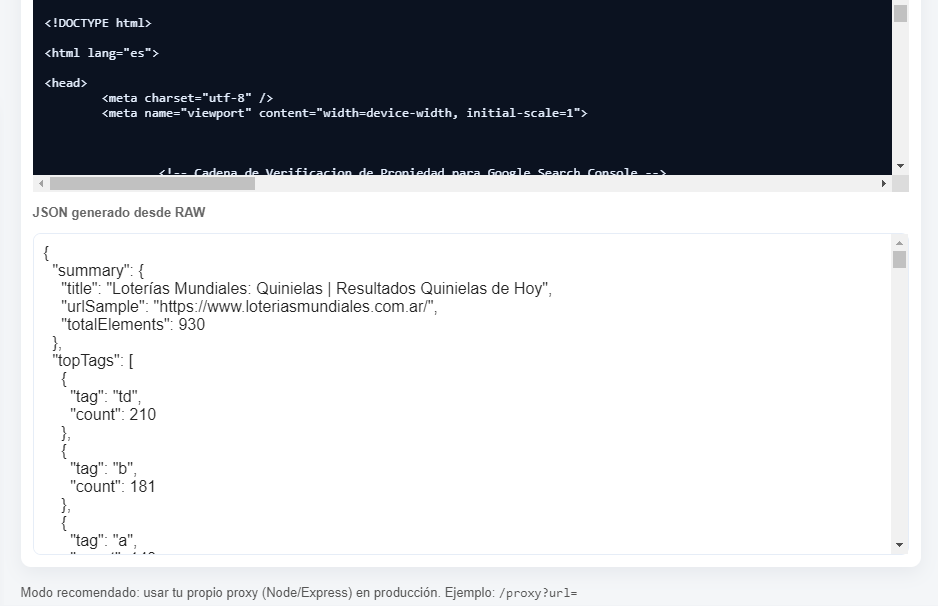 <!DOCTYPE html>
<html lang="es">
<head>
<meta charset="utf-8" />
<meta name="viewport" content="width=device-width, initial-scale=1">
<!-- Cadena de Verificacion de Propiedad para Google Search Console -->
JSON generado desde RAW
{
"summary": {
"title": "Loterías Mundiales: Quinielas | Resultados Quinielas de Hoy",
"urlSample": "https://www.loteriasmundiales.com.ar/",
"totalElements": 930
},
"topTags": [
{
"tag": "td",
"count": 210
},
{
"tag": "b",
"count": 181
},
{
"tag": "a",
Modo recomendado: usar tu propio proxy (Node/Express) en producción. Ejemplo: /proxy?url=